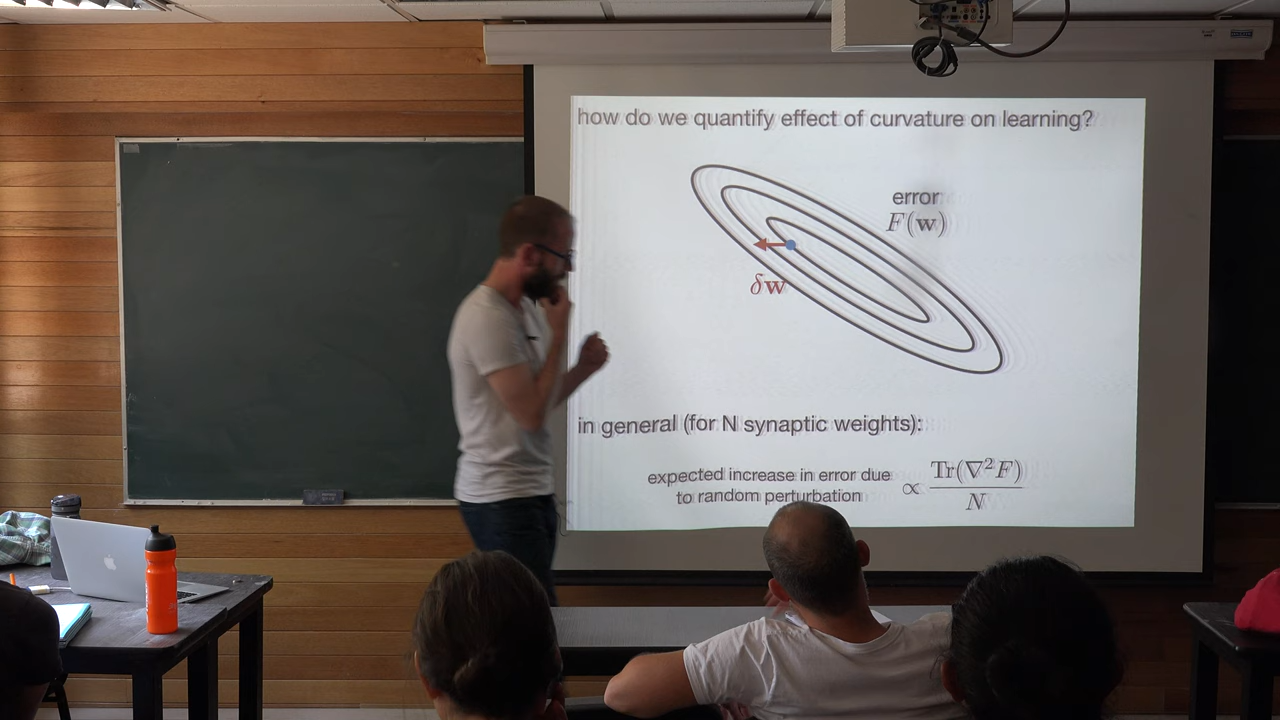 how do we quantify effect of curvature on learning?
error
F(w)
δw
in general (for N synaptic weights):
expected increase in error due
to random perturbation
∝ Tr(∇²F) / N